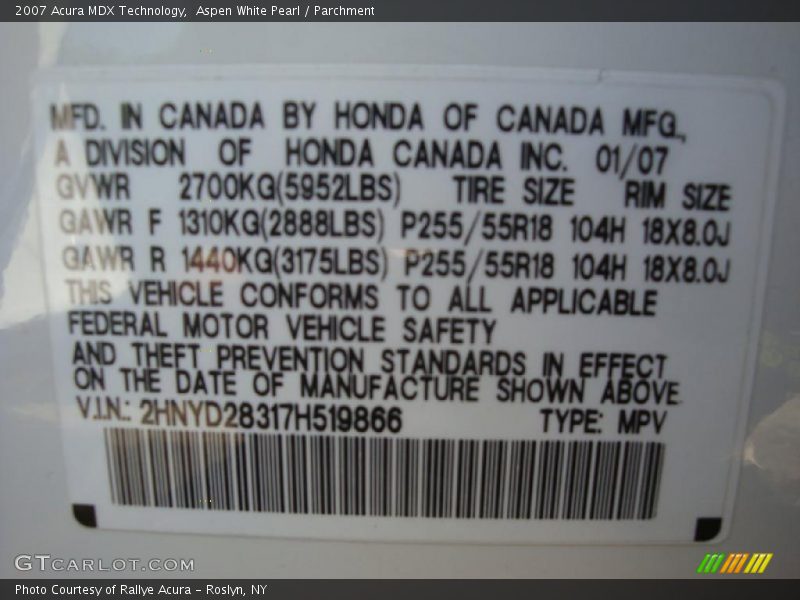 2007 Acura MDX Technology, Aspen White Pearl / Parchment
MFD. IN CANADA BY HONDA OF CANADA MFG.,
A DIVISION OF HONDA CANADA INC. 01/07
GVWR 2700KG(5952LBS) TIRE SIZE RIM SIZE
GAWR F 1310KG(2888LBS) P255/55R18 104H 18X8.0J
GAWR R 1440KG(3175LBS) P255/55R18 104H 18X8.0J
THIS VEHICLE CONFORMS TO ALL APPLICABLE
FEDERAL MOTOR VEHICLE SAFETY
AND THEFT PREVENTION STANDARDS IN EFFECT
ON THE DATE OF MANUFACTURE SHOWN ABOVE.
V.I.N.: 2HNYD28317H519866 TYPE: MPV
GTCARLOT.COM
Photo Courtesy of Rallye Acura - Roslyn, NY